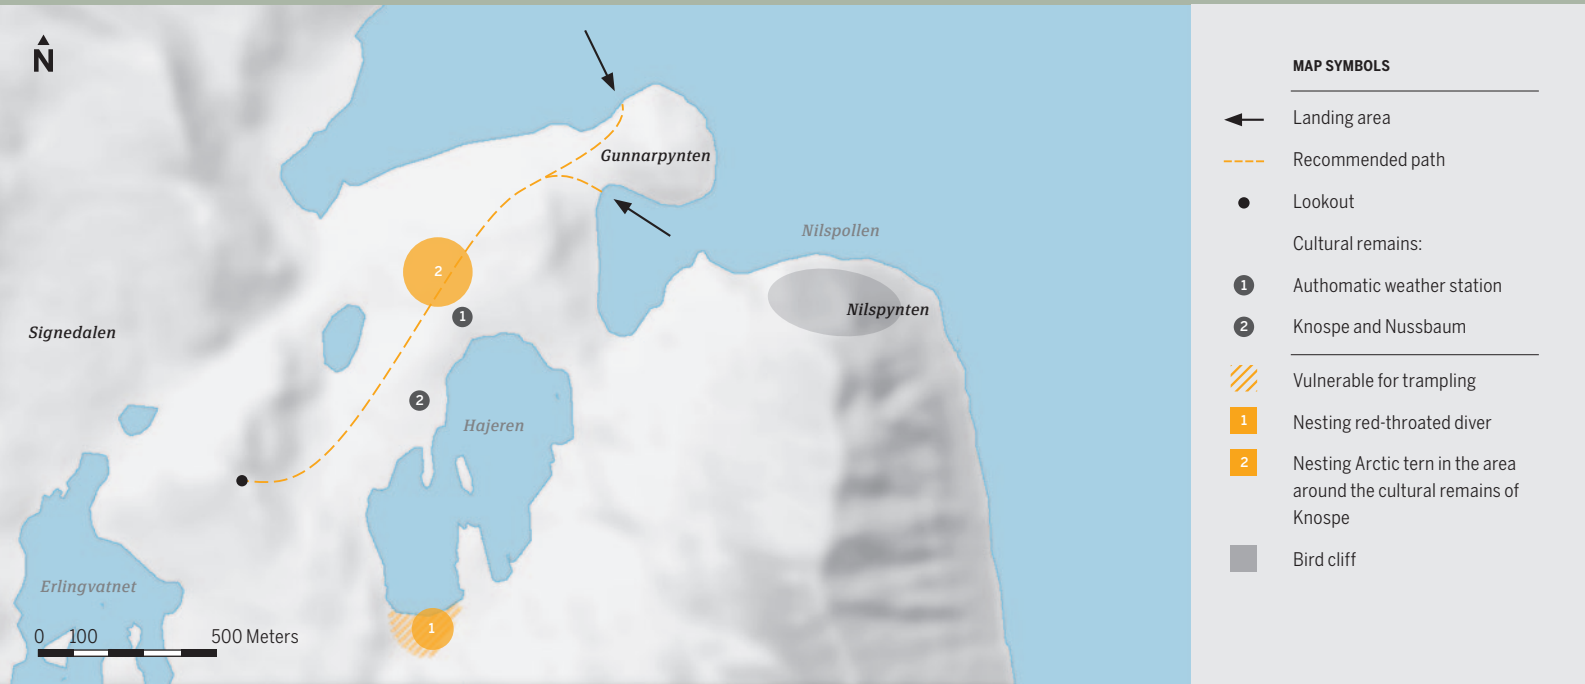 N
Gunnarpynten
Nilspollen
2
Nilspynten
1
Signedalen
2
Hajeren
Erlingvatnet
1
0 100 500 Meters
MAP SYMBOLS
Landing area
Recommended path
Lookout
Cultural remains:
1 Authomatic weather station
2 Knospe and Nussbaum
Vulnerable for trampling
1 Nesting red-throated diver
2 Nesting Arctic tern in the area
around the cultural remains of
Knospe
Bird cliff